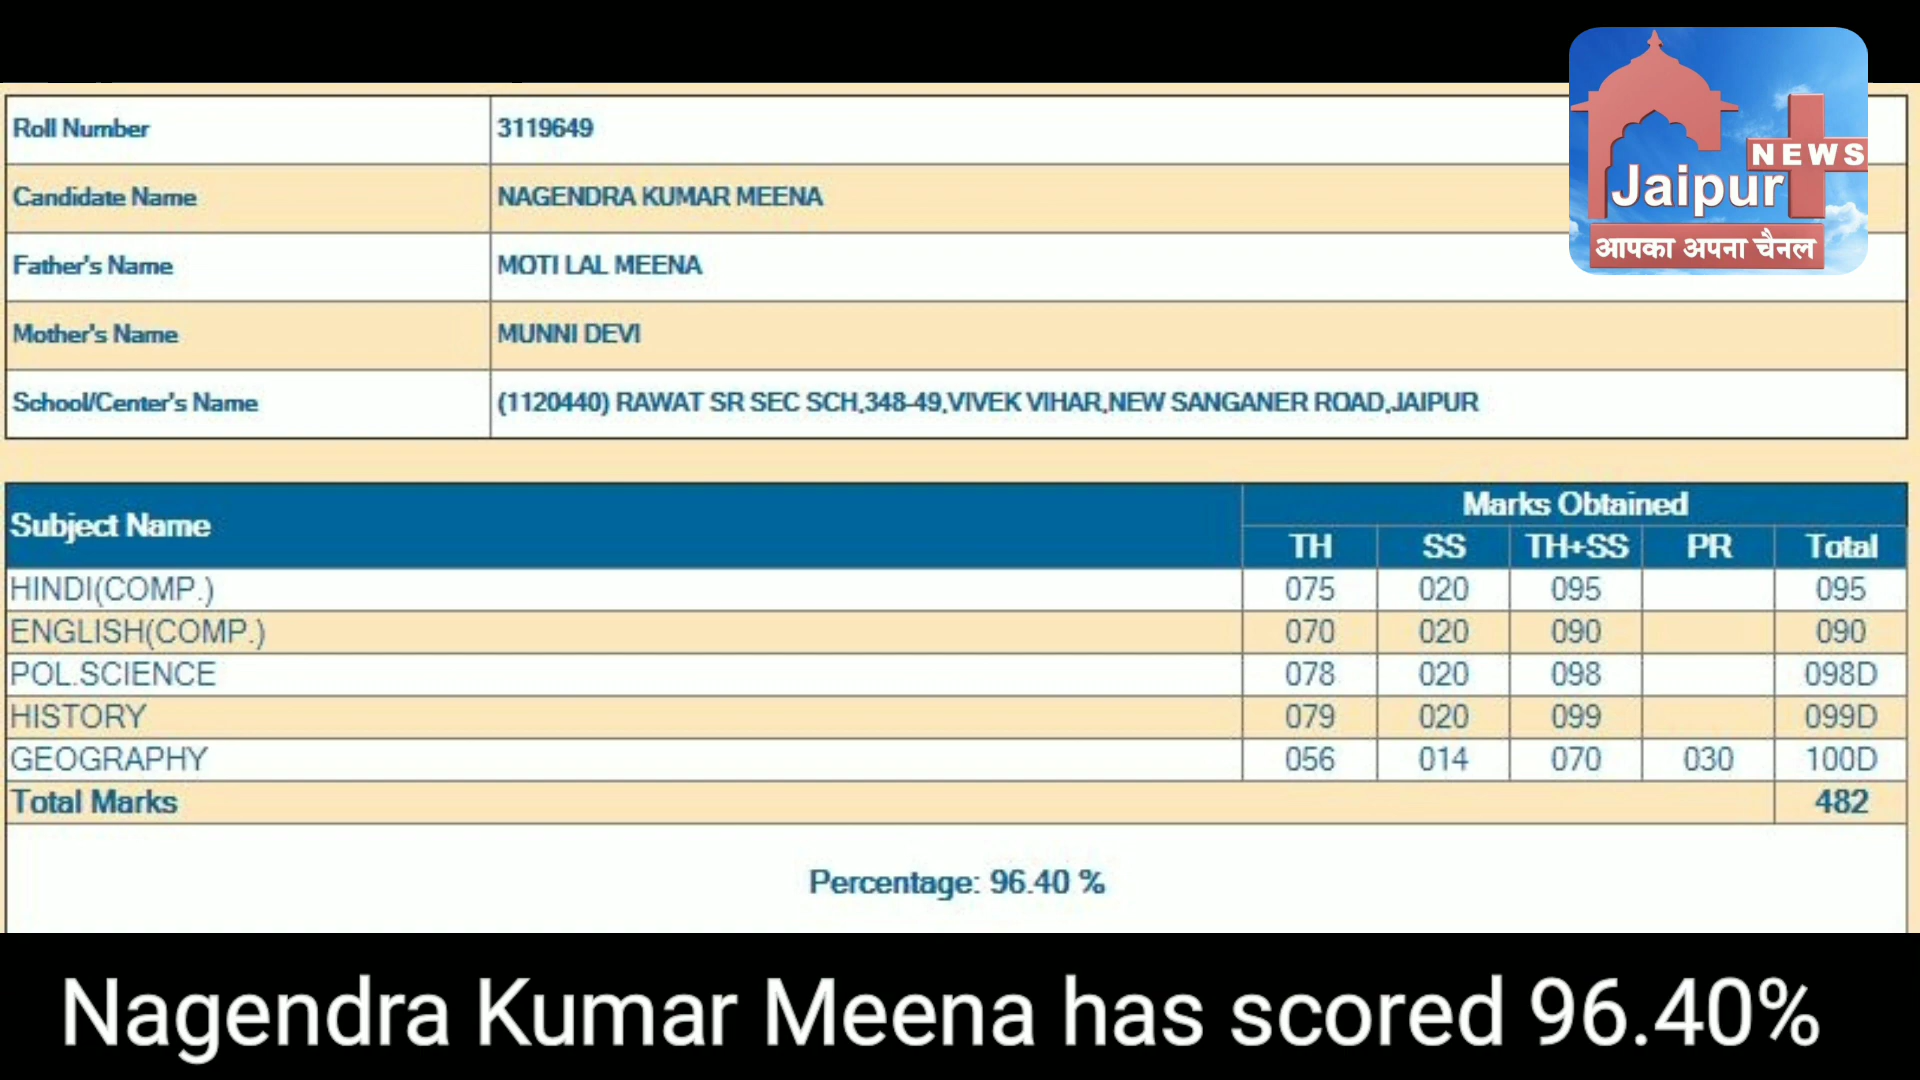 NEWS
Jaipur
आपका अपना चैनल
Roll Number 3119649
Candidate Name NAGENDRA KUMAR MEENA
Father's Name MOTI LAL MEENA
Mother's Name MUNNI DEVI
School/Center's Name (1120440) RAWAT SR SEC SCH,348-49,VIVEK VIHAR,NEW SANGANER ROAD,JAIPUR
Subject Name Marks Obtained
TH SS TH+SS PR Total
HINDI(COMP.) 075 020 095 095
ENGLISH(COMP.) 070 020 090 090
POL.SCIENCE 078 020 098 098D
HISTORY 079 020 099 099D
GEOGRAPHY 056 014 070 030 100D
Total Marks 482
Percentage: 96.40 %
Nagendra Kumar Meena has scored 96.40%